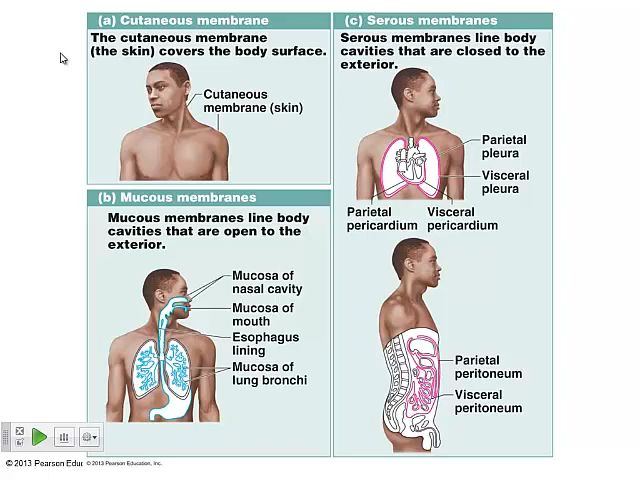 (a) Cutaneous membrane
The cutaneous membrane
(the skin) covers the body surface.
Cutaneous
membrane (skin)
(b) Mucous membranes
Mucous membranes line body
cavities that are open to the
exterior.
Mucosa of
nasal cavity
Mucosa of
mouth
Esophagus
lining
Mucosa of
lung bronchi
(c) Serous membranes
Serous membranes line body
cavities that are closed to the
exterior.
Parietal
pleura
Visceral
pleura
Parietal
pericardium
Visceral
pericardium
Parietal
peritoneum
Visceral
peritoneum
© 2013 Pearson Educ
© 2013 Pearson Education, Inc.